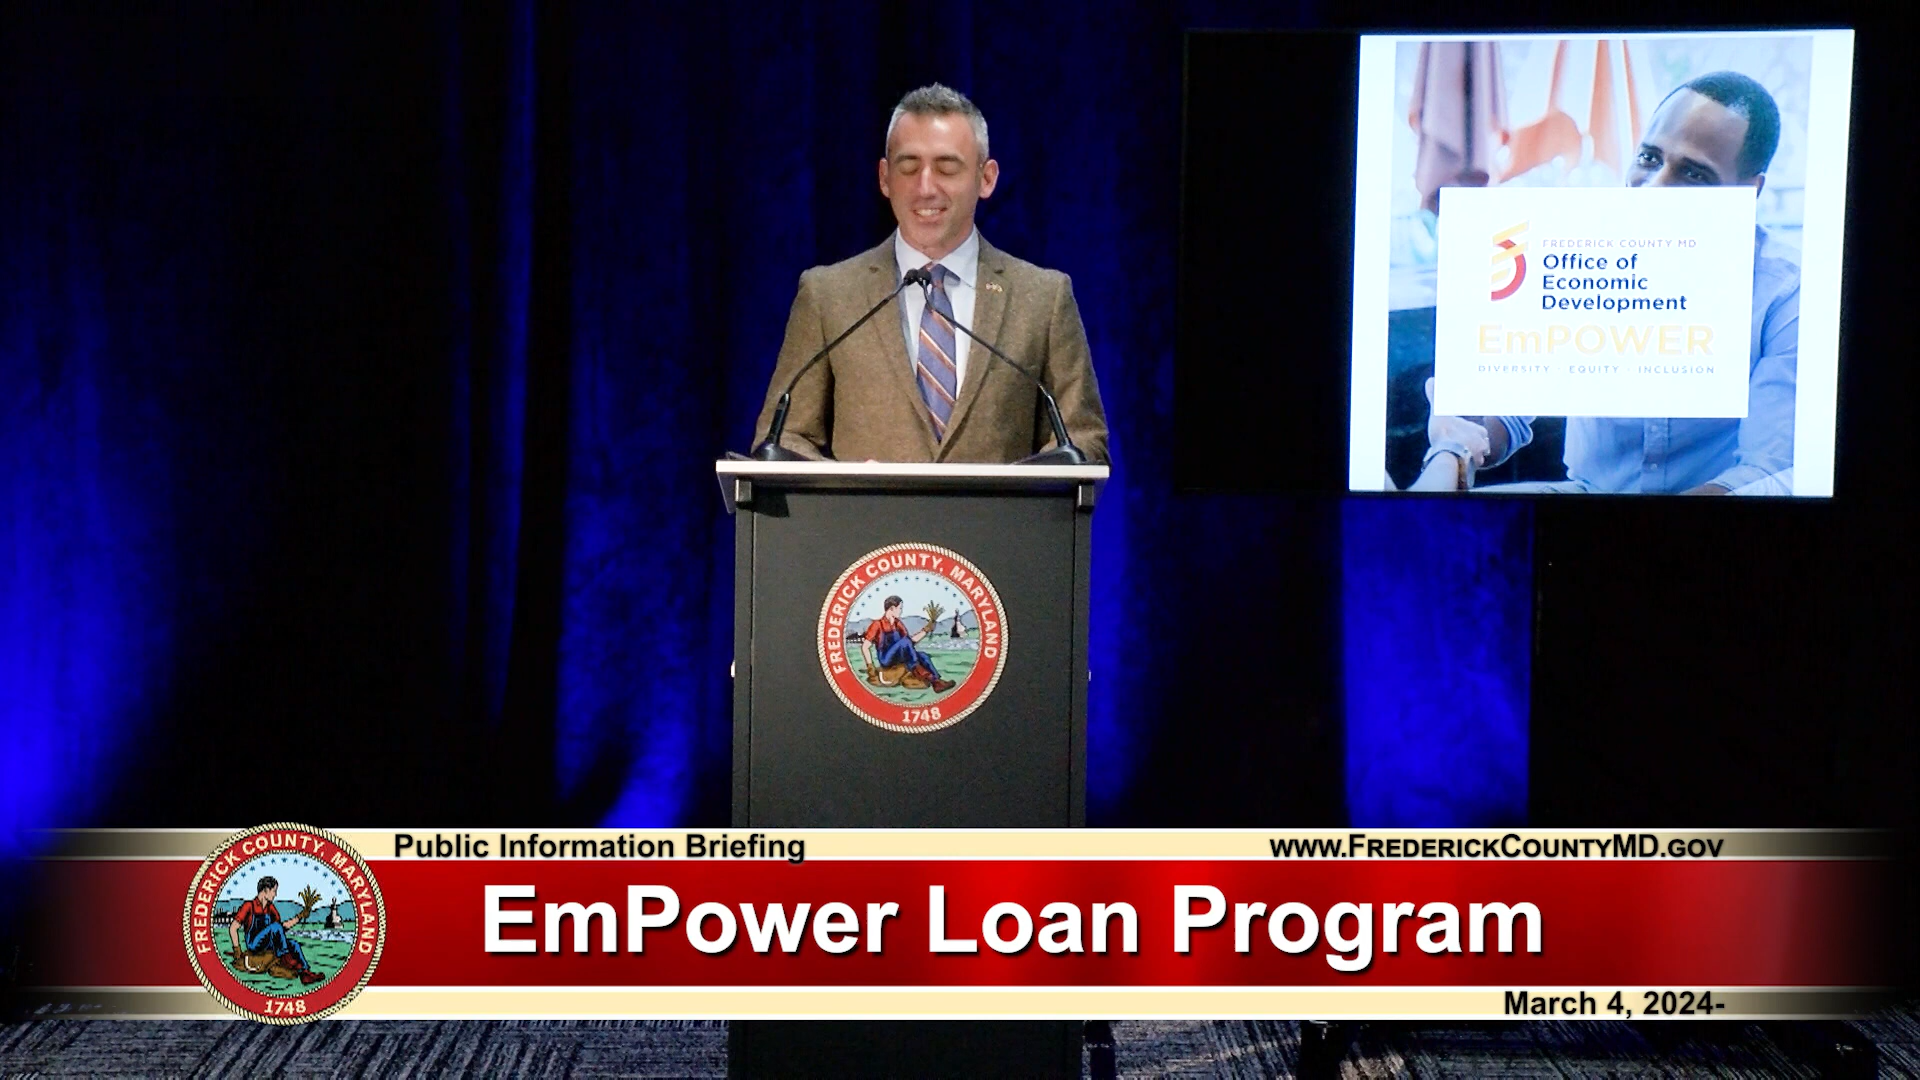 FREDERICK COUNTY MD
Office of
Economic
Development
EmPOWER
DIVERSITY · EQUITY · INCLUSION
FREDERICK COUNTY, MARYLAND
1748
Public Information Briefing
www.FrederickCountyMD.gov
EmPower Loan Program
FREDERICK COUNTY, MARYLAND
1748
March 4, 2024-